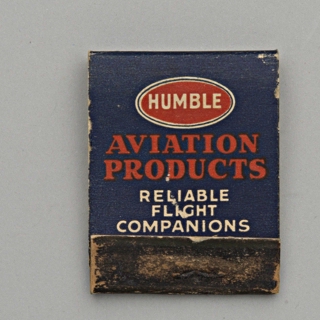 HUMBLE
AVIATION
PRODUCTS
RELIABLE
FLIGHT
COMPANIONS